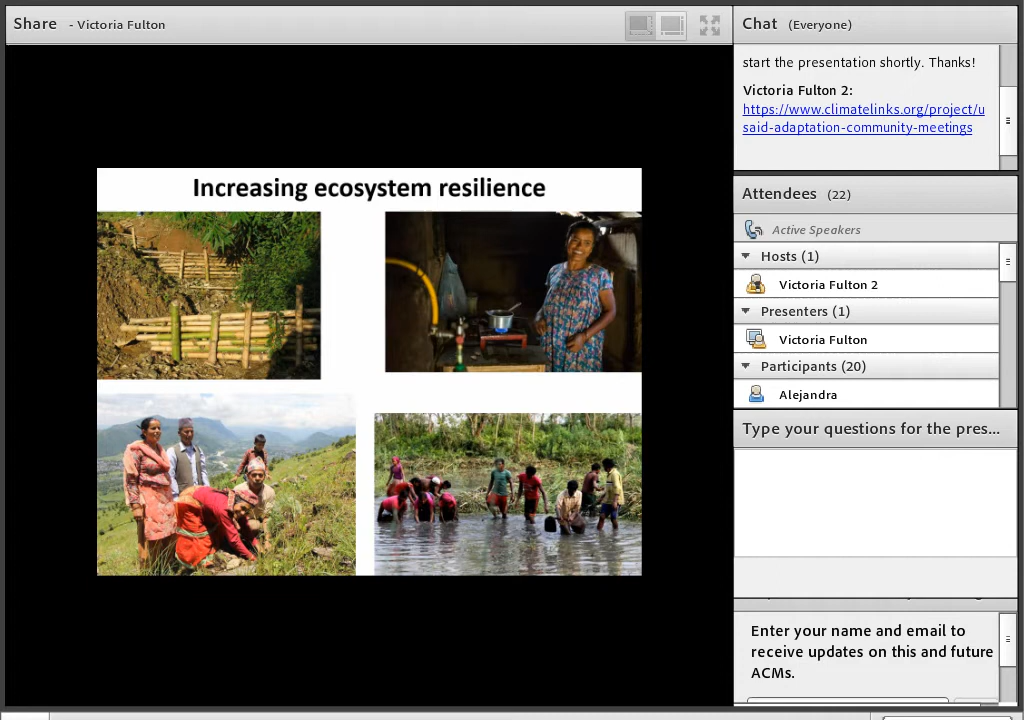 Share - Victoria Fulton
Increasing ecosystem resilience
Chat (Everyone)
start the presentation shortly. Thanks!
Victoria Fulton 2:
https://www.climatelinks.org/project/u
said-adaptation-community-meetings
Attendees (22)
Active Speakers
Hosts (1)
Victoria Fulton 2
Presenters (1)
Victoria Fulton
Participants (20)
Alejandra
Type your questions for the pres...
Enter your name and email to
receive updates on this and future
ACMs.